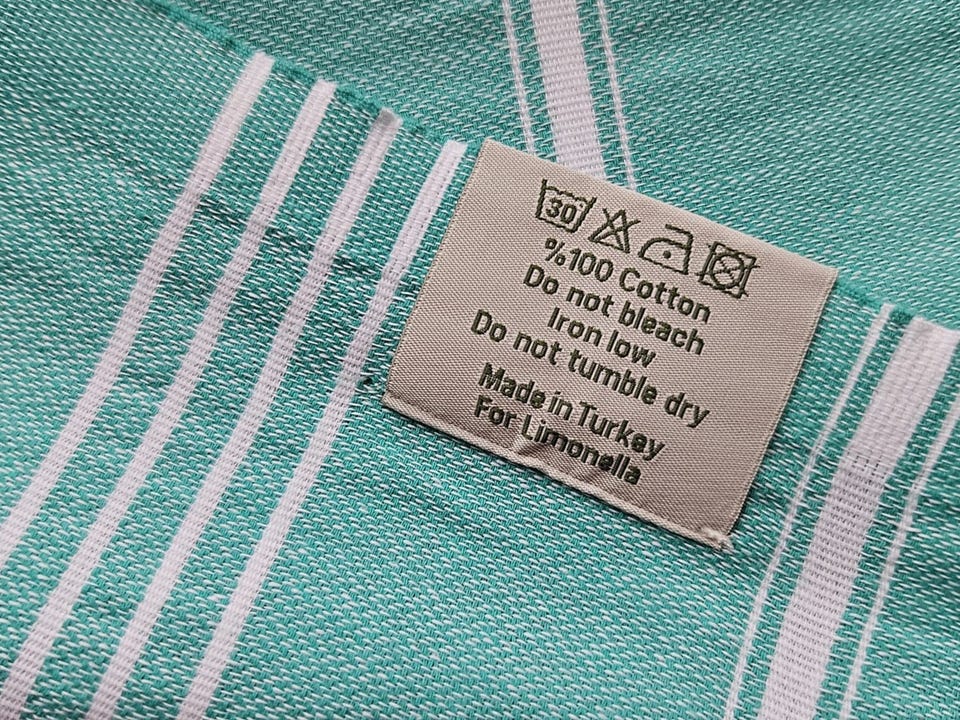 30
%100 Cotton
Do not bleach
Iron low
Do not tumble dry
Made in Turkey
For Limonella